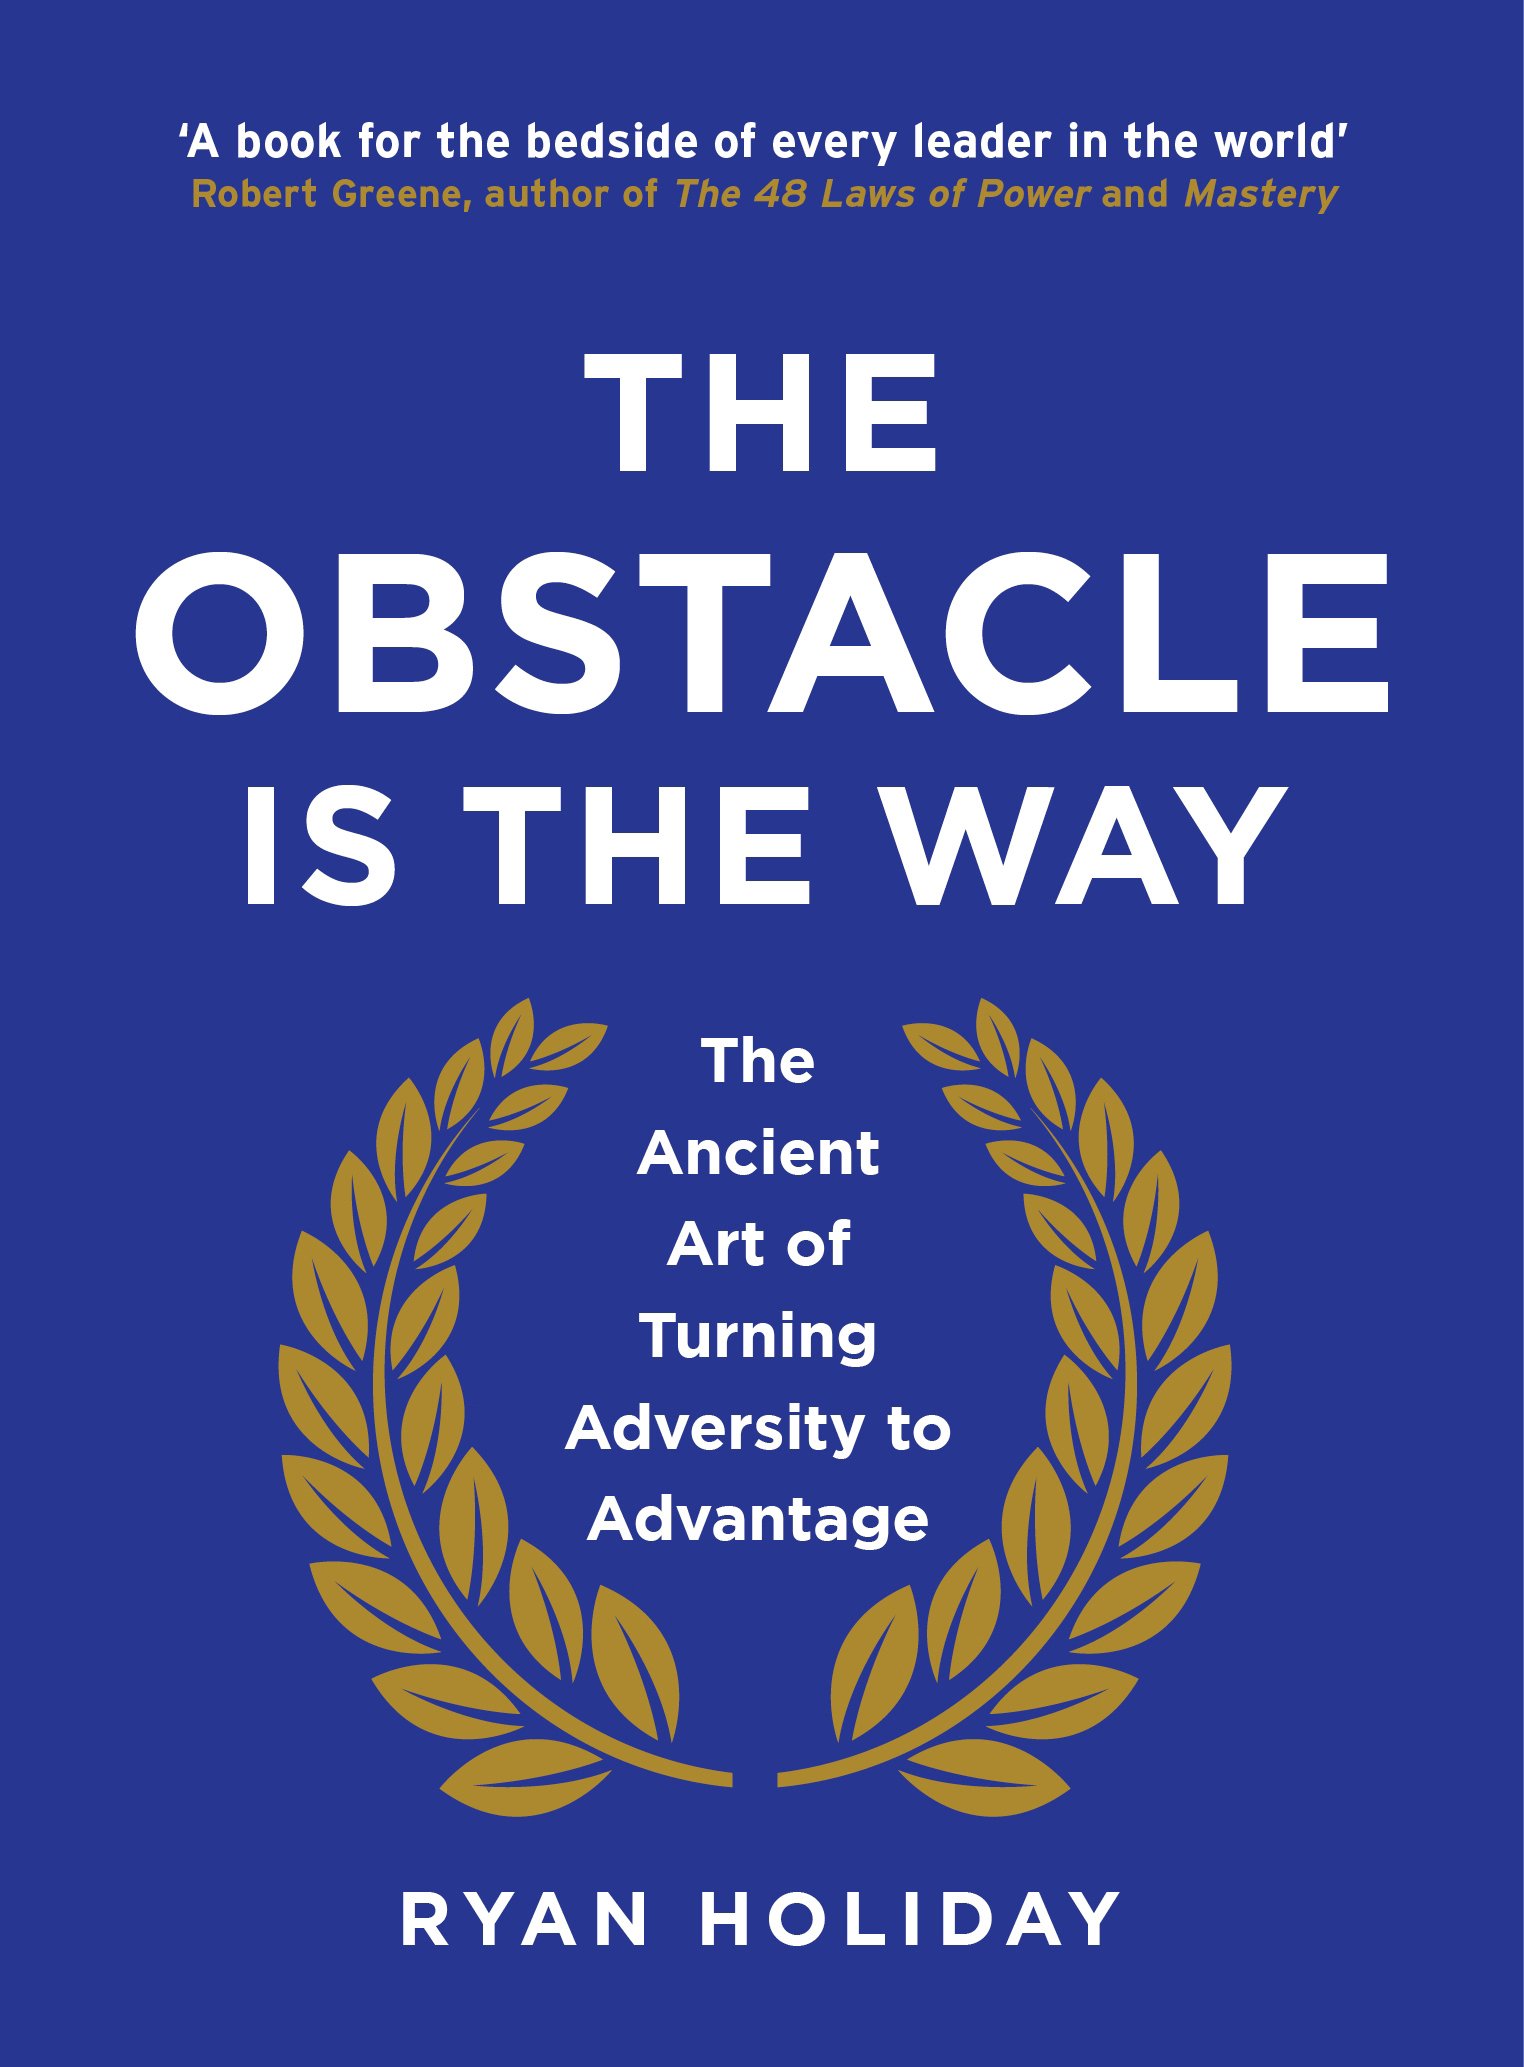 ‘A book for the bedside of every leader in the world’
Robert Greene, author of The 48 Laws of Power and Mastery
THE
OBSTACLE
IS THE WAY
The
Ancient
Art of
Turning
Adversity to
Advantage
RYAN HOLIDAY